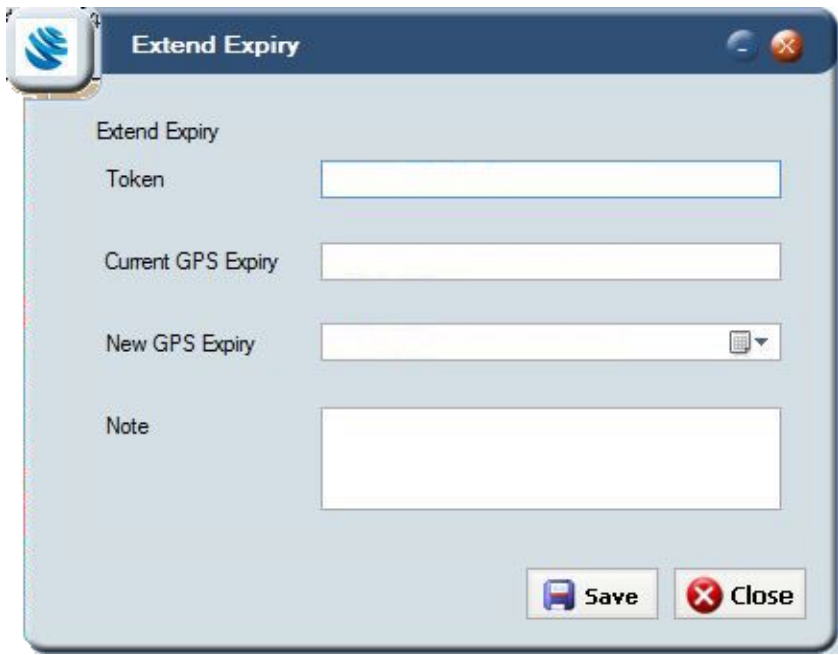 Extend Expiry
Extend Expiry
Token
Current GPS Expiry
New GPS Expiry
Note
Save
Close